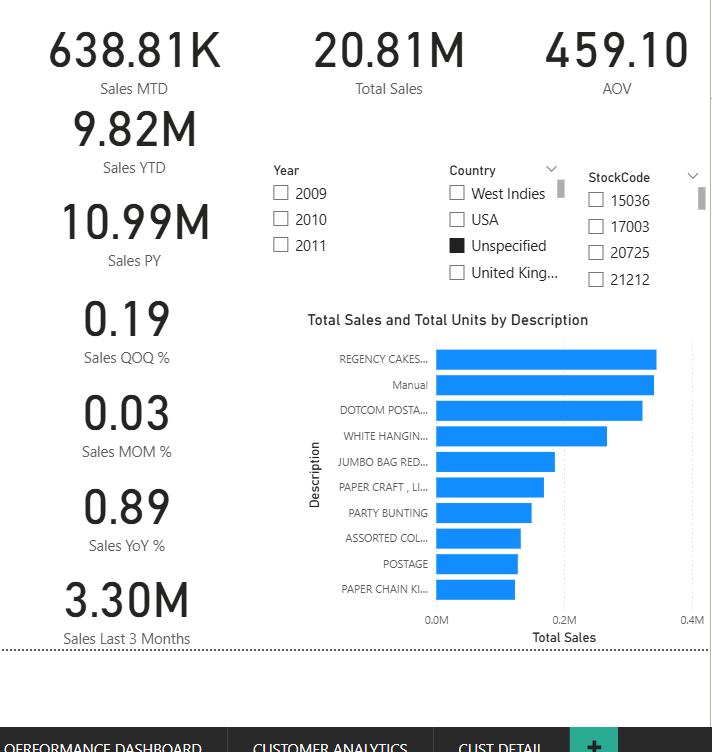 638.81K
Sales MTD
20.81M
Total Sales
459.10
AOV
9.82M
Sales YTD
10.99M
Sales PY
0.19
Sales QOQ %
0.03
Sales MOM %
0.89
Sales YoY %
3.30M
Sales Last 3 Months
Year
2009
2010
2011
Country
West Indies
USA
Unspecified
United King...
StockCode
15036
17003
20725
21212
Total Sales and Total Units by Description
Description
REGENCY CAKES...
Manual
DOTCOM POSTA...
WHITE HANGIN...
JUMBO BAG RED...
PAPER CRAFT , LI...
PARTY BUNTING
ASSORTED COL...
POSTAGE
PAPER CHAIN KI...
0.0M 0.2M 0.4M
Total Sales
OERFORMANCE DASHBOARD CUSTOMER ANALYTICS CUST DETAIL +